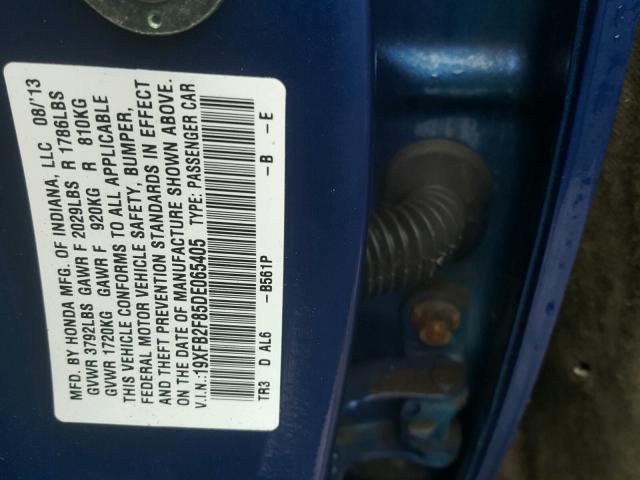 MFD. BY HONDA MFG. OF INDIANA, LLC 08/'13
GVWR 3792LBS GAWR F 2029LBS R 1786LBS
GVWR 1720KG GAWR F 920KG R 810KG
THIS VEHICLE CONFORMS TO ALL APPLICABLE
FEDERAL MOTOR VEHICLE SAFETY, BUMPER,
AND THEFT PREVENTION STANDARDS IN EFFECT
ON THE DATE OF MANUFACTURE SHOWN ABOVE.
V.I.N.: 19XFB2F85DE065405 TYPE: PASSENGER CAR
TR3 D AL6 -B561P -B -E